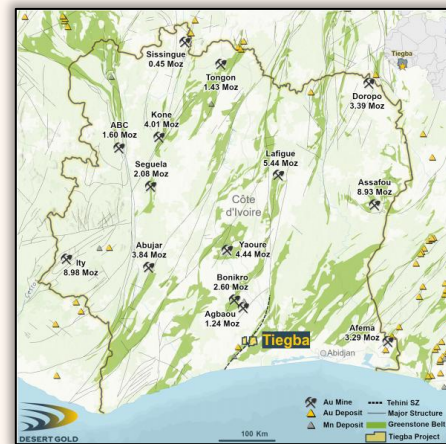 Tiegba
Sissingue
0.45 Moz
Tongon
1.43 Moz
Doropo
3.39 Moz
Kone
4.01 Moz
ABC
1.60 Moz
Lafigue
5.44 Moz
Seguela
2.08 Moz
Assafou
8.93 Moz
Côte
d'Ivoire
Abujar
3.84 Moz
Yaoure
4.44 Moz
Ity
8.98 Moz
Bonikro
2.60 Moz
Agbaou
1.24 Moz
Tiegba
Afema
3.29 Moz
Abidjan
Au Mine
Au Deposit
Mn Deposit
Tehini SZ
Major Structure
Greenstone Belt
Tiegba Project
100 Km
DESERT GOLD